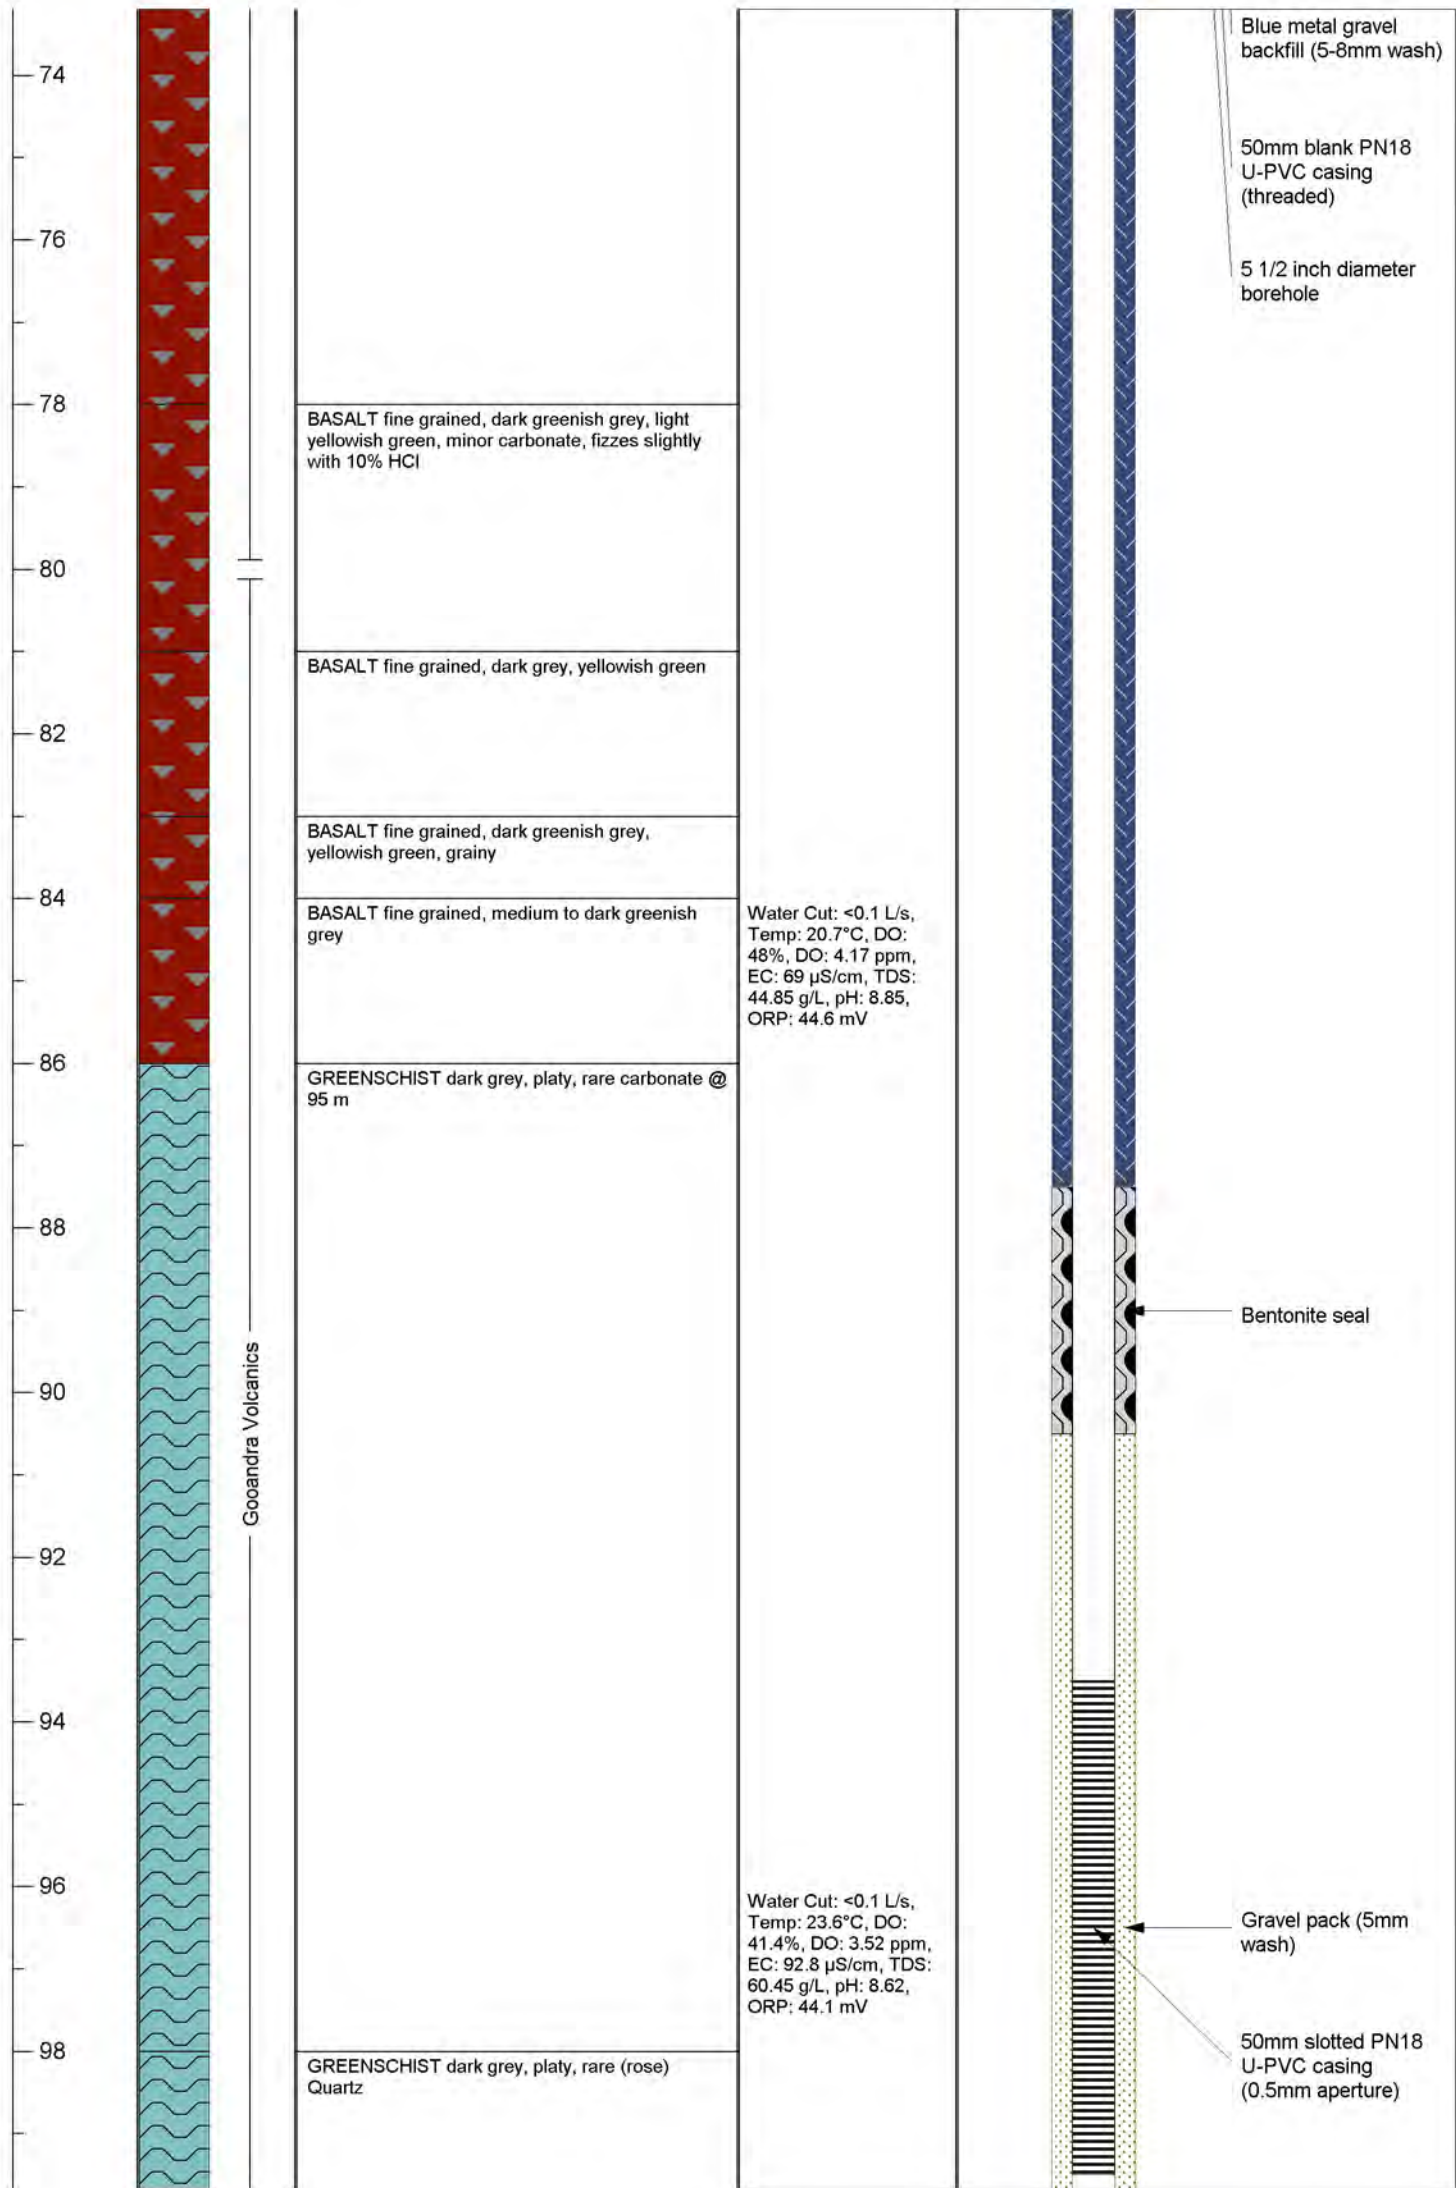 Blue metal gravel
backfill (5-8mm wash)
74
50mm blank PN18
U-PVC casing
(threaded)
76
5 1/2 inch diameter
borehole
78
BASALT fine grained, dark greenish grey, light
yellowish green, minor carbonate, fizzes slightly
with 10% HCl
80
BASALT fine grained, dark grey, yellowish green
82
BASALT fine grained, dark greenish grey,
yellowish green, grainy
84
BASALT fine grained, medium to dark greenish
grey
Water Cut: <0.1 L/s,
Temp: 20.7°C, DO:
48%, DO: 4.17 ppm,
EC: 69 µS/cm, TDS:
44.85 g/L, pH: 8.85,
ORP: 44.6 mV
86
GREENSCHIST dark grey, platy, rare carbonate @
95 m
88
Bentonite seal
90
Gooandra Volcanics
92
94
96
Water Cut: <0.1 L/s,
Temp: 23.6°C, DO:
41.4%, DO: 3.52 ppm,
EC: 92.8 µS/cm, TDS:
60.45 g/L, pH: 8.62,
ORP: 44.1 mV
Gravel pack (5mm
wash)
98
GREENSCHIST dark grey, platy, rare (rose)
Quartz
50mm slotted PN18
U-PVC casing
(0.5mm aperture)